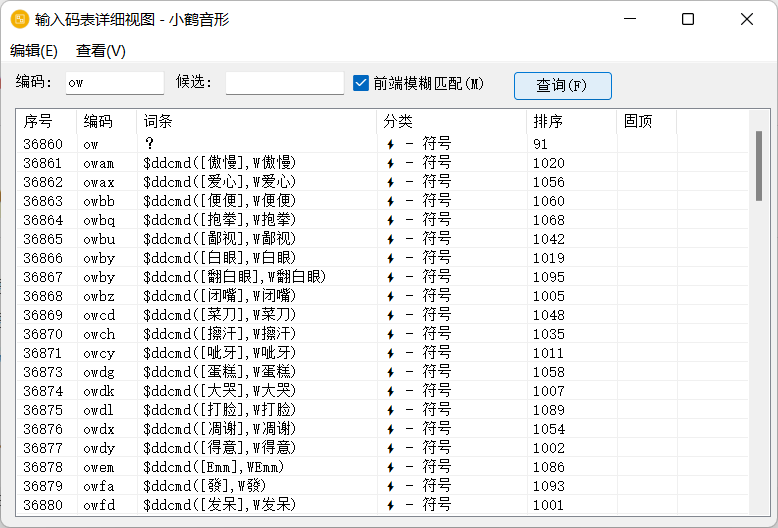 输入码表详细视图 - 小鹤音形
编辑(E) 查看(V)
编码: ow 候选: 前端模糊匹配(M) 查询(F)
序号 编码 词条 分类 排序 固顶
36860 ow ？ - 符号 91
36861 owam $ddcmd([傲慢],W傲慢) - 符号 1020
36862 owax $ddcmd([爱心],W爱心) - 符号 1056
36863 owbb $ddcmd([便便],W便便) - 符号 1060
36864 owbq $ddcmd([抱拳],W抱拳) - 符号 1068
36865 owbu $ddcmd([鄙视],W鄙视) - 符号 1042
36866 owby $ddcmd([白眼],W白眼) - 符号 1019
36867 owby $ddcmd([翻白眼],W翻白眼) - 符号 1095
36868 owbz $ddcmd([闭嘴],W闭嘴) - 符号 1005
36869 owcd $ddcmd([菜刀],W菜刀) - 符号 1048
36870 owch $ddcmd([擦汗],W擦汗) - 符号 1035
36871 owcy $ddcmd([呲牙],W呲牙) - 符号 1011
36873 owdg $ddcmd([蛋糕],W蛋糕) - 符号 1058
36874 owdk $ddcmd([大哭],W大哭) - 符号 1007
36875 owdl $ddcmd([打脸],W打脸) - 符号 1089
36876 owdx $ddcmd([凋谢],W凋谢) - 符号 1054
36877 owdy $ddcmd([得意],W得意) - 符号 1002
36878 owem $ddcmd([Emm],WEmm) - 符号 1086
36879 owfa $ddcmd([發],W發) - 符号 1093
36880 owfd $ddcmd([发呆],W发呆) - 符号 1001